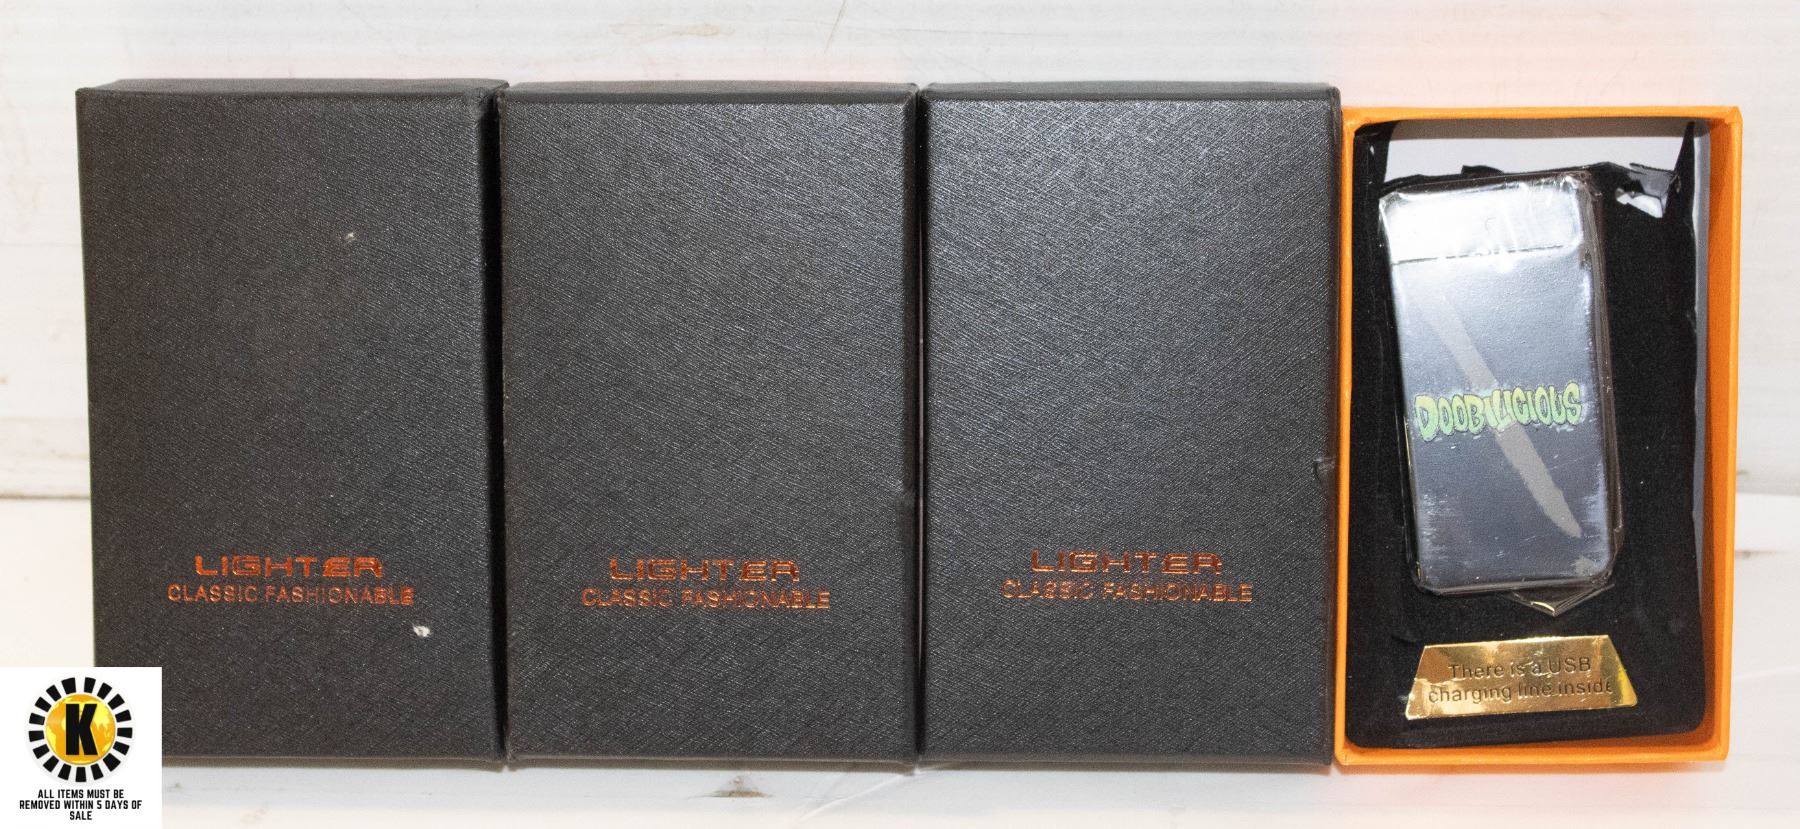 LIGHTER
CLASSIC FASHIONABLE
LIGHTER
CLASSIC FASHIONABLE
LIGHTER
CLASSIC FASHIONABLE
DOOBILICIOUS
There is a USB
charging line inside
K
ALL ITEMS MUST BE
REMOVED WITHIN 5 DAYS OF
SALE